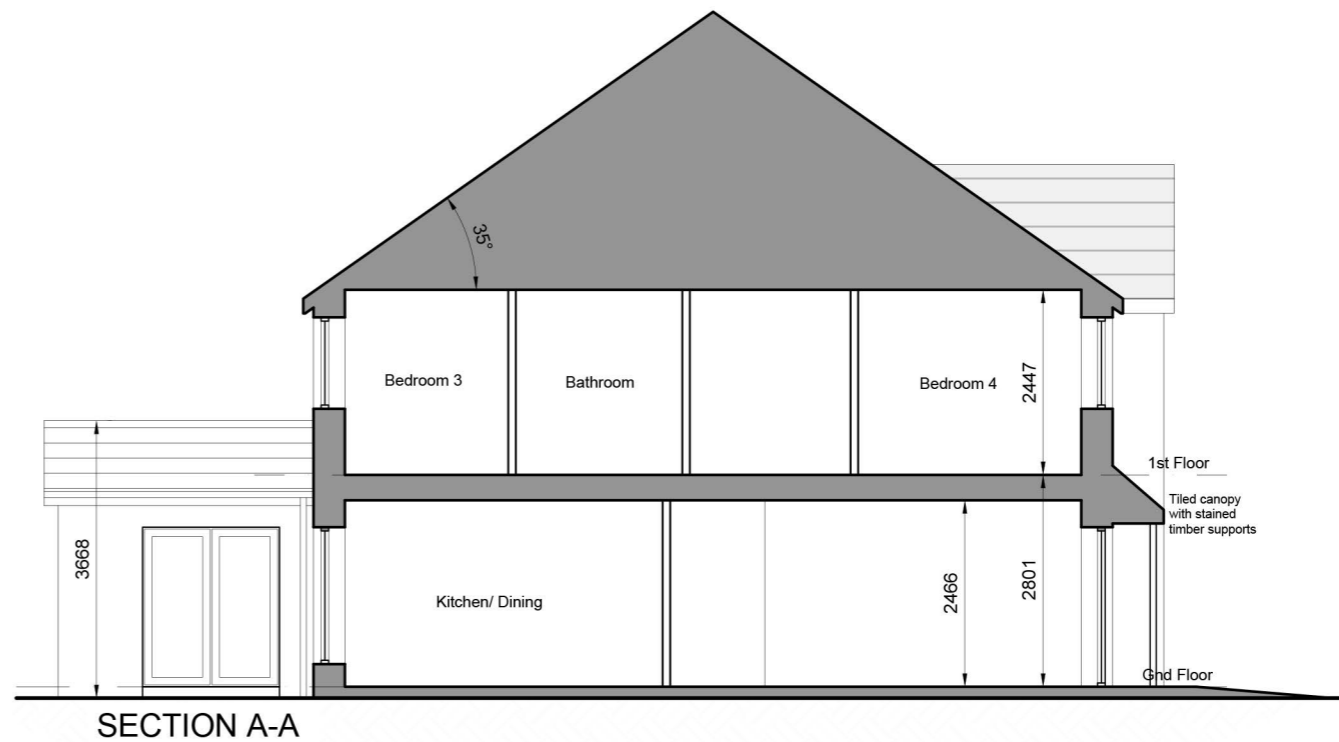 35°
Bedroom 3
Bathroom
Bedroom 4
2447
1st Floor
Tiled canopy
with stained
timber supports
3668
Kitchen/ Dining
2466
2801
Gnd Floor
SECTION A-A